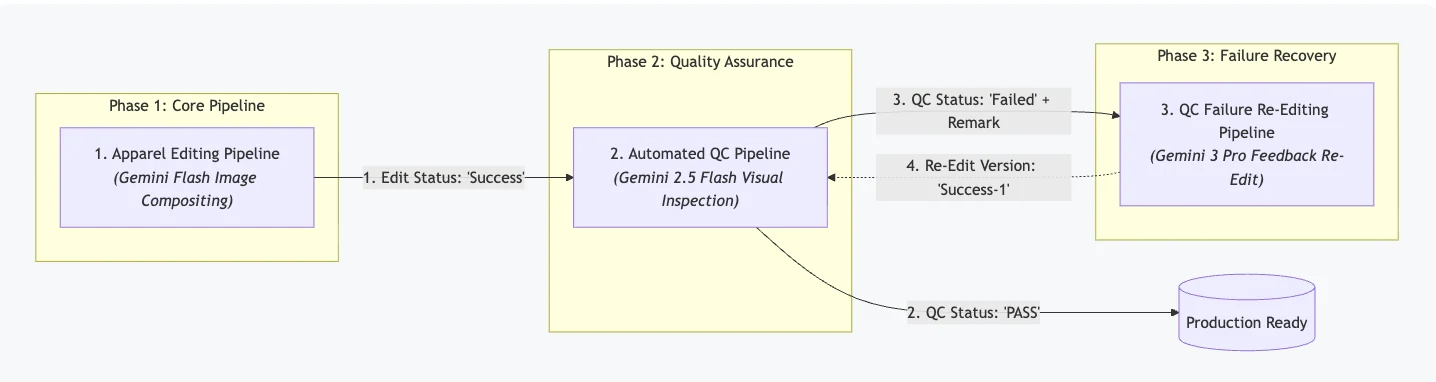 Phase 1: Core Pipeline
1. Apparel Editing Pipeline
(Gemini Flash Image
Compositing)
1. Edit Status: 'Success'
Phase 2: Quality Assurance
2. Automated QC Pipeline
(Gemini 2.5 Flash Visual
Inspection)
3. QC Status: 'Failed' +
Remark
4. Re-Edit Version:
'Success-1'
2. QC Status: 'PASS'
Phase 3: Failure Recovery
3. QC Failure Re-Editing
Pipeline
(Gemini 3 Pro Feedback Re-
Edit)
Production Ready